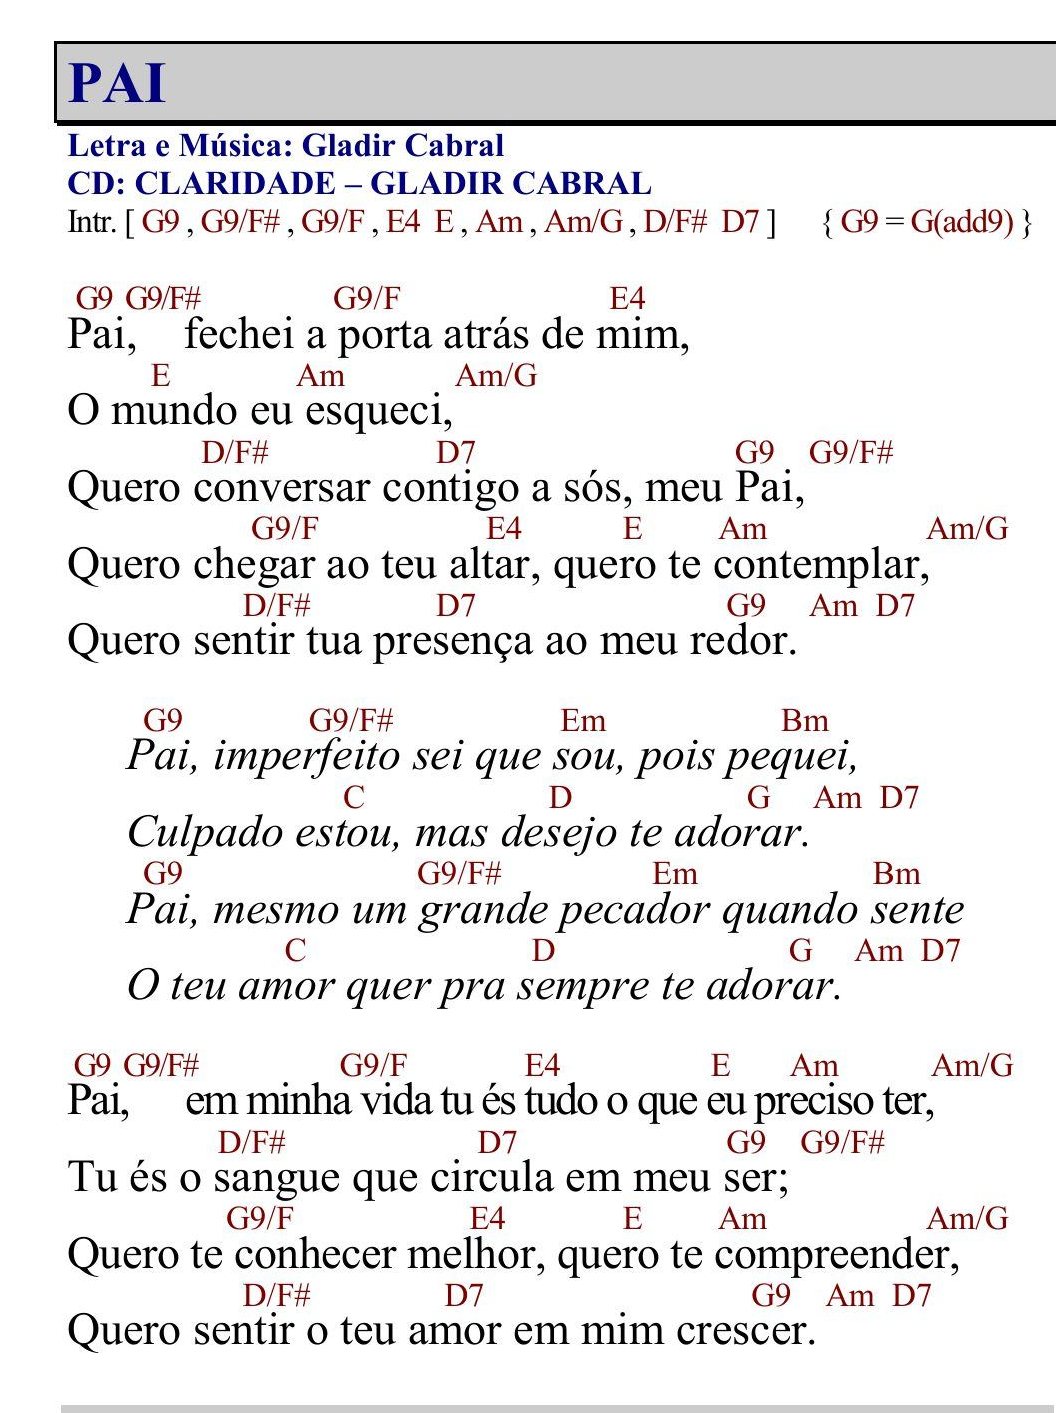 PAI
Letra e Música: Gladir Cabral
CD: CLARIDADE – GLADIR CABRAL
Intr. [ G9 , G9/F# , G9/F , E4 E , Am , Am/G , D/F# D7 ] { G9 = G(add9) }
G9 G9/F# G9/F E4
Pai, fechei a porta atrás de mim,
E Am Am/G
O mundo eu esqueci,
D/F# D7 G9 G9/F#
Quero conversar contigo a sós, meu Pai,
G9/F E4 E Am Am/G
Quero chegar ao teu altar, quero te contemplar,
D/F# D7 G9 Am D7
Quero sentir tua presença ao meu redor.
G9 G9/F# Em Bm
Pai, imperfeito sei que sou, pois pequei,
C D G Am D7
Culpado estou, mas desejo te adorar.
G9 G9/F# Em Bm
Pai, mesmo um grande pecador quando sente
C D G Am D7
O teu amor quer pra sempre te adorar.
G9 G9/F# G9/F E4 E Am Am/G
Pai, em minha vida tu és tudo o que eu preciso ter,
D/F# D7 G9 G9/F#
Tu és o sangue que circula em meu ser;
G9/F E4 E Am Am/G
Quero te conhecer melhor, quero te compreender,
D/F# D7 G9 Am D7
Quero sentir o teu amor em mim crescer.